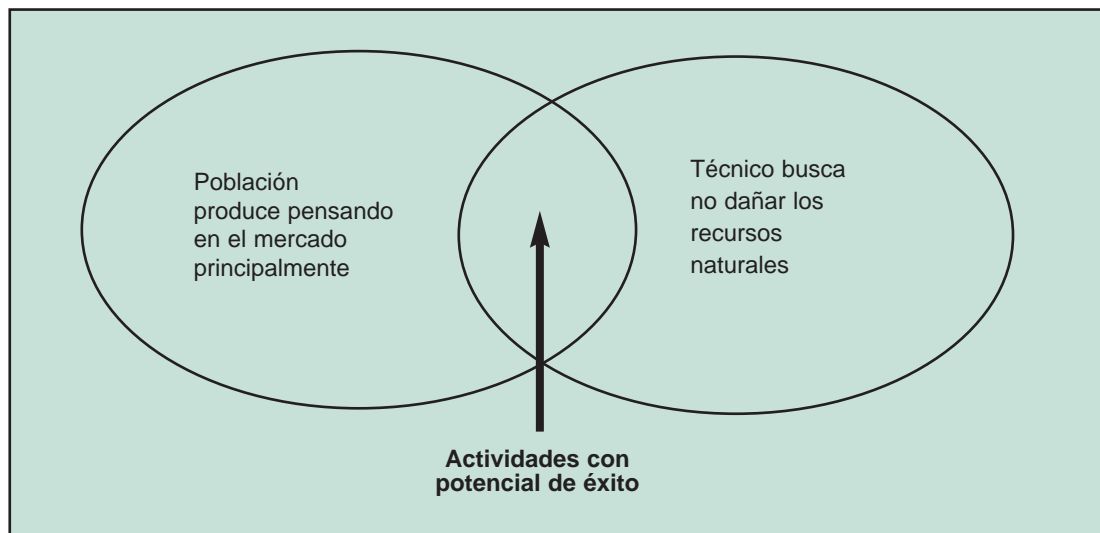 Población
produce pensando
en el mercado
principalmente
Técnico busca
no dañar los
recursos
naturales
Actividades con
potencial de éxito